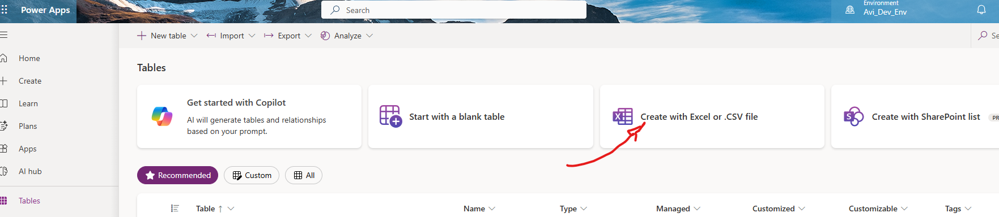 Power Apps
Search
Environment
Avi_Dev_Env
New table
Import
Export
Analyze
Home
Create
Learn
Plans
Apps
AI hub
Tables
Tables
Get started with Copilot
AI will generate tables and relationships
based on your prompt.
Start with a blank table
Create with Excel or .CSV file
Create with SharePoint list
Recommended
Custom
All
Table
Name
Type
Managed
Customized
Customizable
Tags